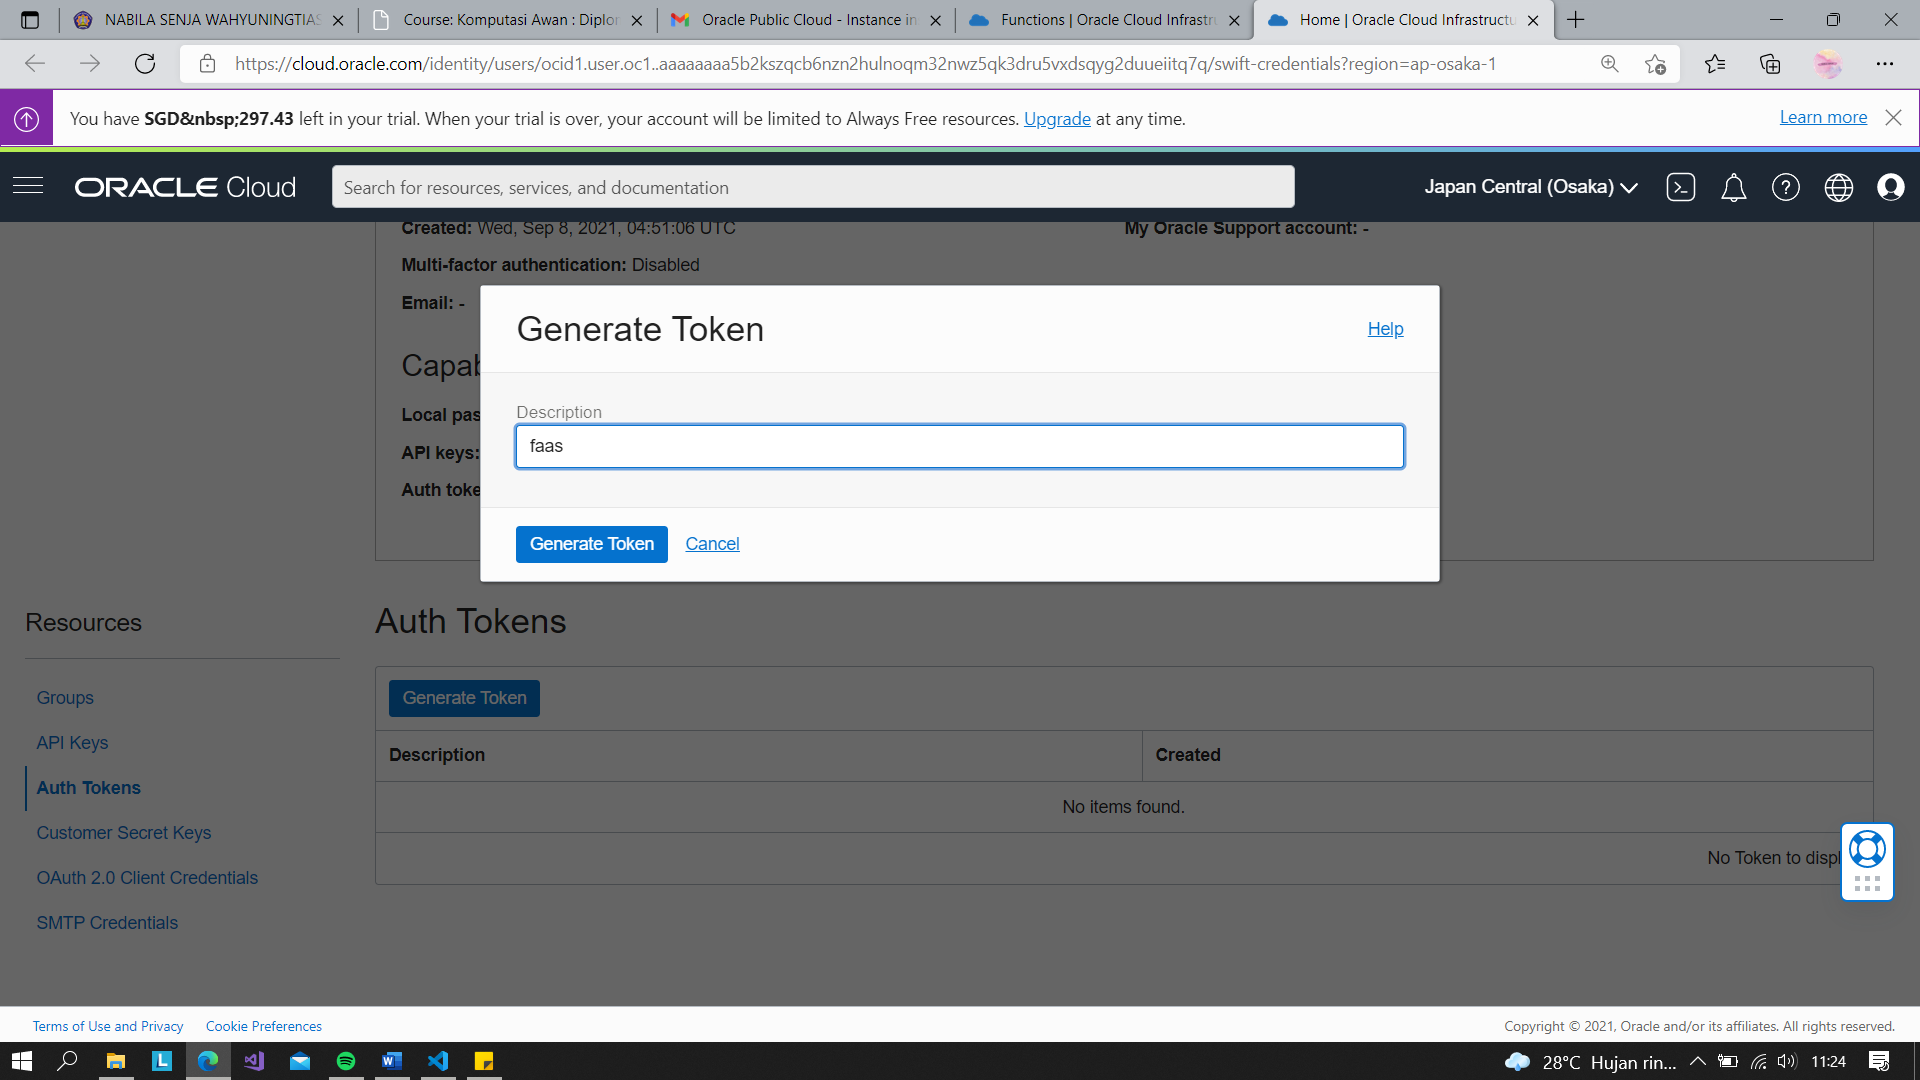 NABILA SENJA WAHYUNINGTIAS
Course: Komputasi Awan : Diplon
Oracle Public Cloud - Instance in
Functions | Oracle Cloud Infrastru
Home | Oracle Cloud Infrastructu
https://cloud.oracle.com/identity/users/ocid1.user.oc1..aaaaaaaa5b2kszqcb6nzn2hulnoqm32nwz5qk3dru5vxdsqyg2duueiitq7q/swift-credentials?region=ap-osaka-1
You have SGD&nbsp;297.43 left in your trial. When your trial is over, your account will be limited to Always Free resources. Upgrade at any time.
Learn more
ORACLE Cloud
Search for resources, services, and documentation
Japan Central (Osaka)
Created: Wed, Sep 8, 2021, 04:51:06 UTC
My Oracle Support account: -
Multi-factor authentication: Disabled
Email: -
Generate Token
Help
Capab
Description
Local pas
faas
API keys:
Auth toke
Generate Token
Cancel
Resources
Auth Tokens
Groups
Generate Token
API Keys
Description
Created
Auth Tokens
No items found.
Customer Secret Keys
No Token to displ
OAuth 2.0 Client Credentials
SMTP Credentials
Terms of Use and Privacy
Cookie Preferences
Copyright © 2021, Oracle and/or its affiliates. All rights reserved.
28°C Hujan rin...
11:24